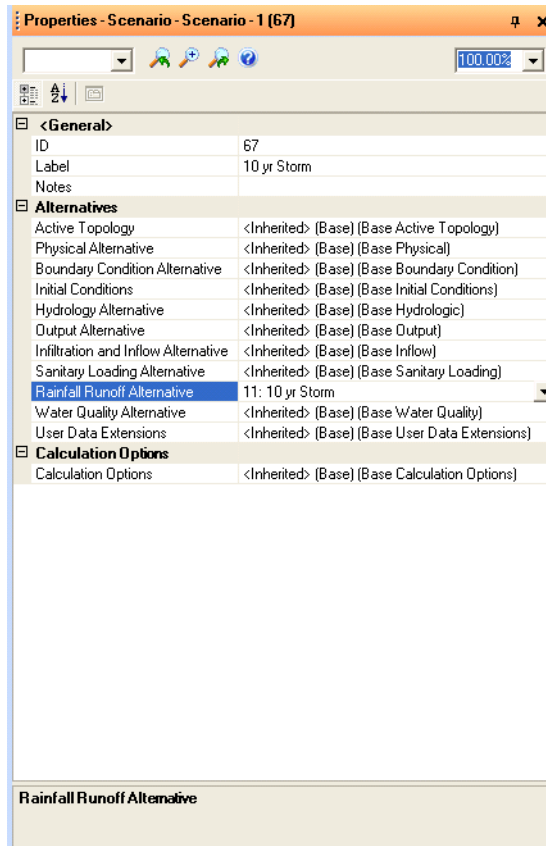 Properties - Scenario - Scenario - 1 (67)
100.00%
<General>
ID 67
Label 10 yr Storm
Notes
Alternatives
Active Topology <Inherited> (Base) (Base Active Topology)
Physical Alternative <Inherited> (Base) (Base Physical)
Boundary Condition Alternative <Inherited> (Base) (Base Boundary Condition)
Initial Conditions <Inherited> (Base) (Base Initial Conditions)
Hydrology Alternative <Inherited> (Base) (Base Hydrologic)
Output Alternative <Inherited> (Base) (Base Output)
Infiltration and Inflow Alternative <Inherited> (Base) (Base Inflow)
Sanitary Loading Alternative <Inherited> (Base) (Base Sanitary Loading)
Rainfall Runoff Alternative 11: 10 yr Storm
Water Quality Alternative <Inherited> (Base) (Base Water Quality)
User Data Extensions <Inherited> (Base) (Base User Data Extensions)
Calculation Options
Calculation Options <Inherited> (Base) (Base Calculation Options)
Rainfall Runoff Alternative